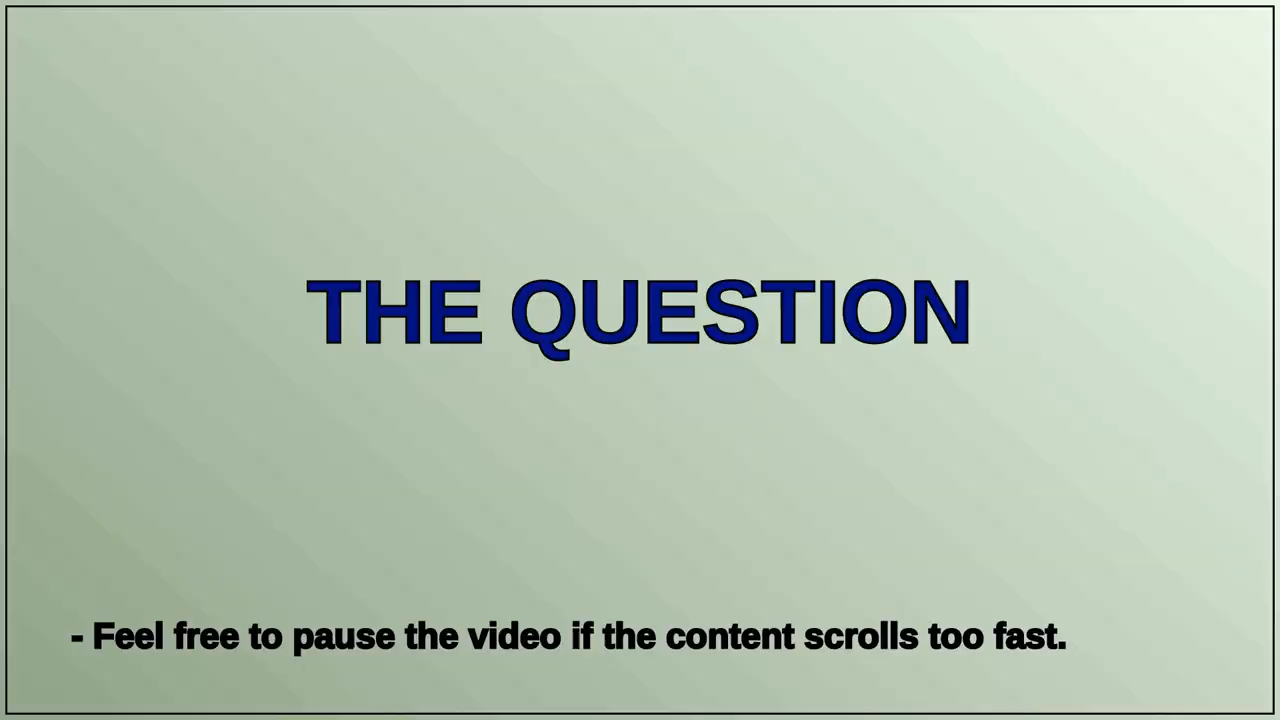 THE QUESTION
- Feel free to pause the video if the content scrolls too fast.